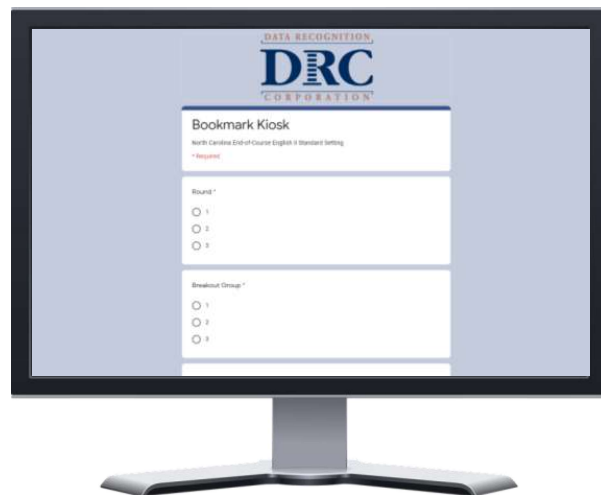 DATA RECOGNITION
DRC
CORPORATION
Bookmark Kiosk
North Carolina End-of-Course English II Standard Setting
* Required
Round *
1
2
3
Breakout Group *
1
2
3